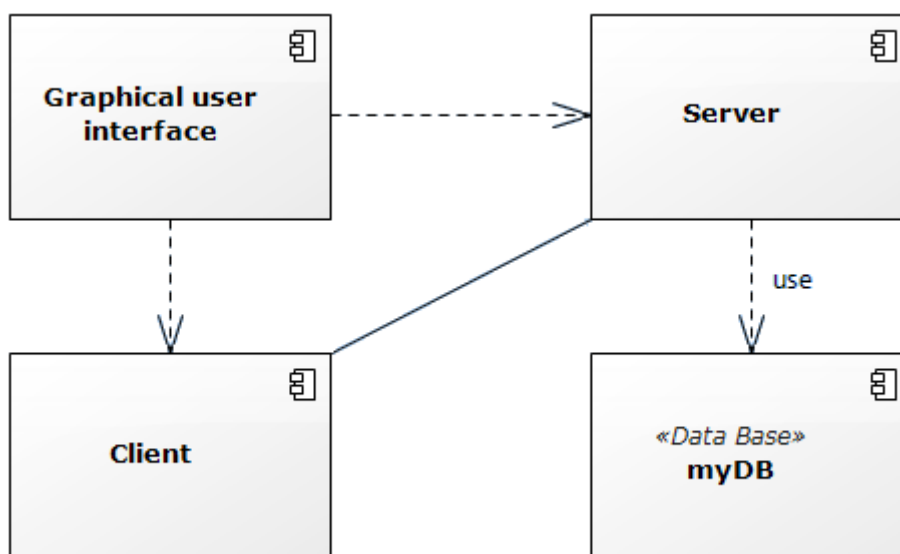 Graphical user
interface
Server
use
Client
«Data Base»
myDB